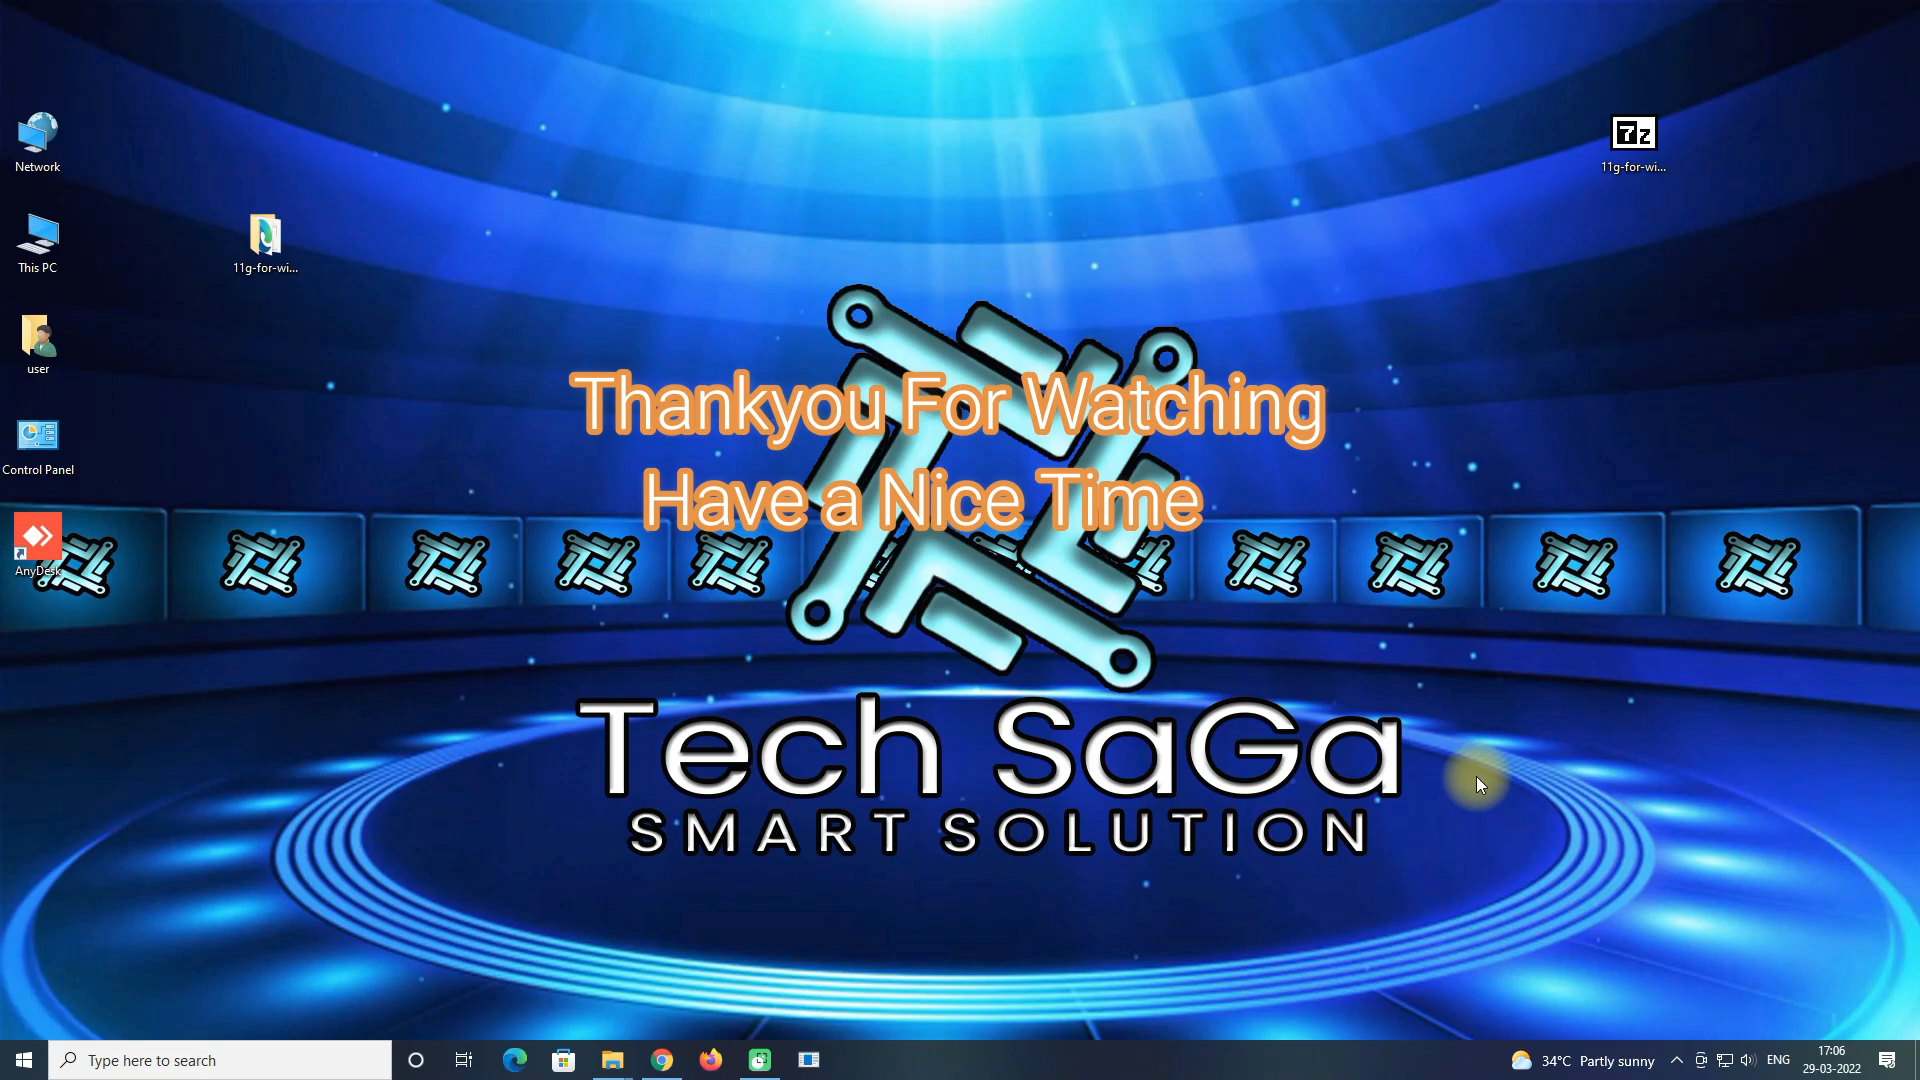 Network
This PC
user
Control Panel
AnyDesk
11g-for-wi...
7z
11g-for-wi...
Thankyou For Watching
Have a Nice Time
Tech SaGa
SMART SOLUTION
Type here to search
34°C Partly sunny
ENG
17:06
29-03-2022